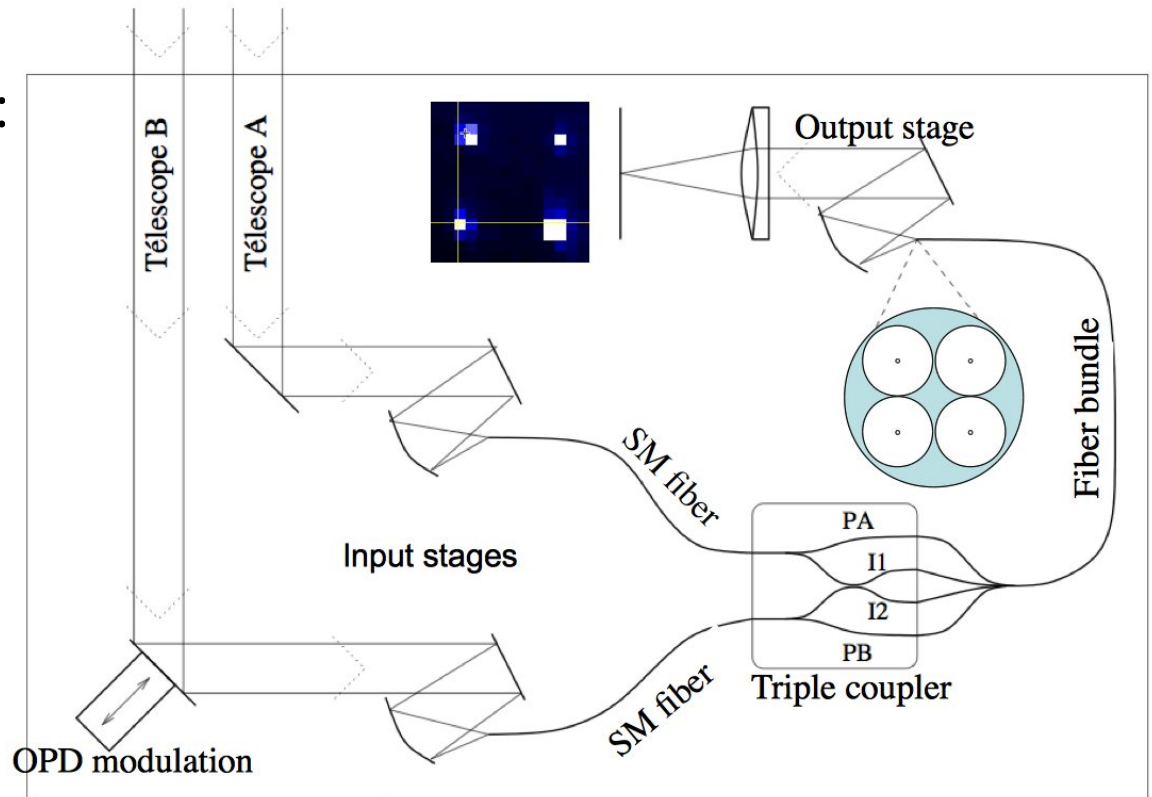 :
Télescope B
Télescope A
Output stage
Fiber bundle
SM fiber
Input stages
PA
I1
I2
PB
Triple coupler
SM fiber
OPD modulation